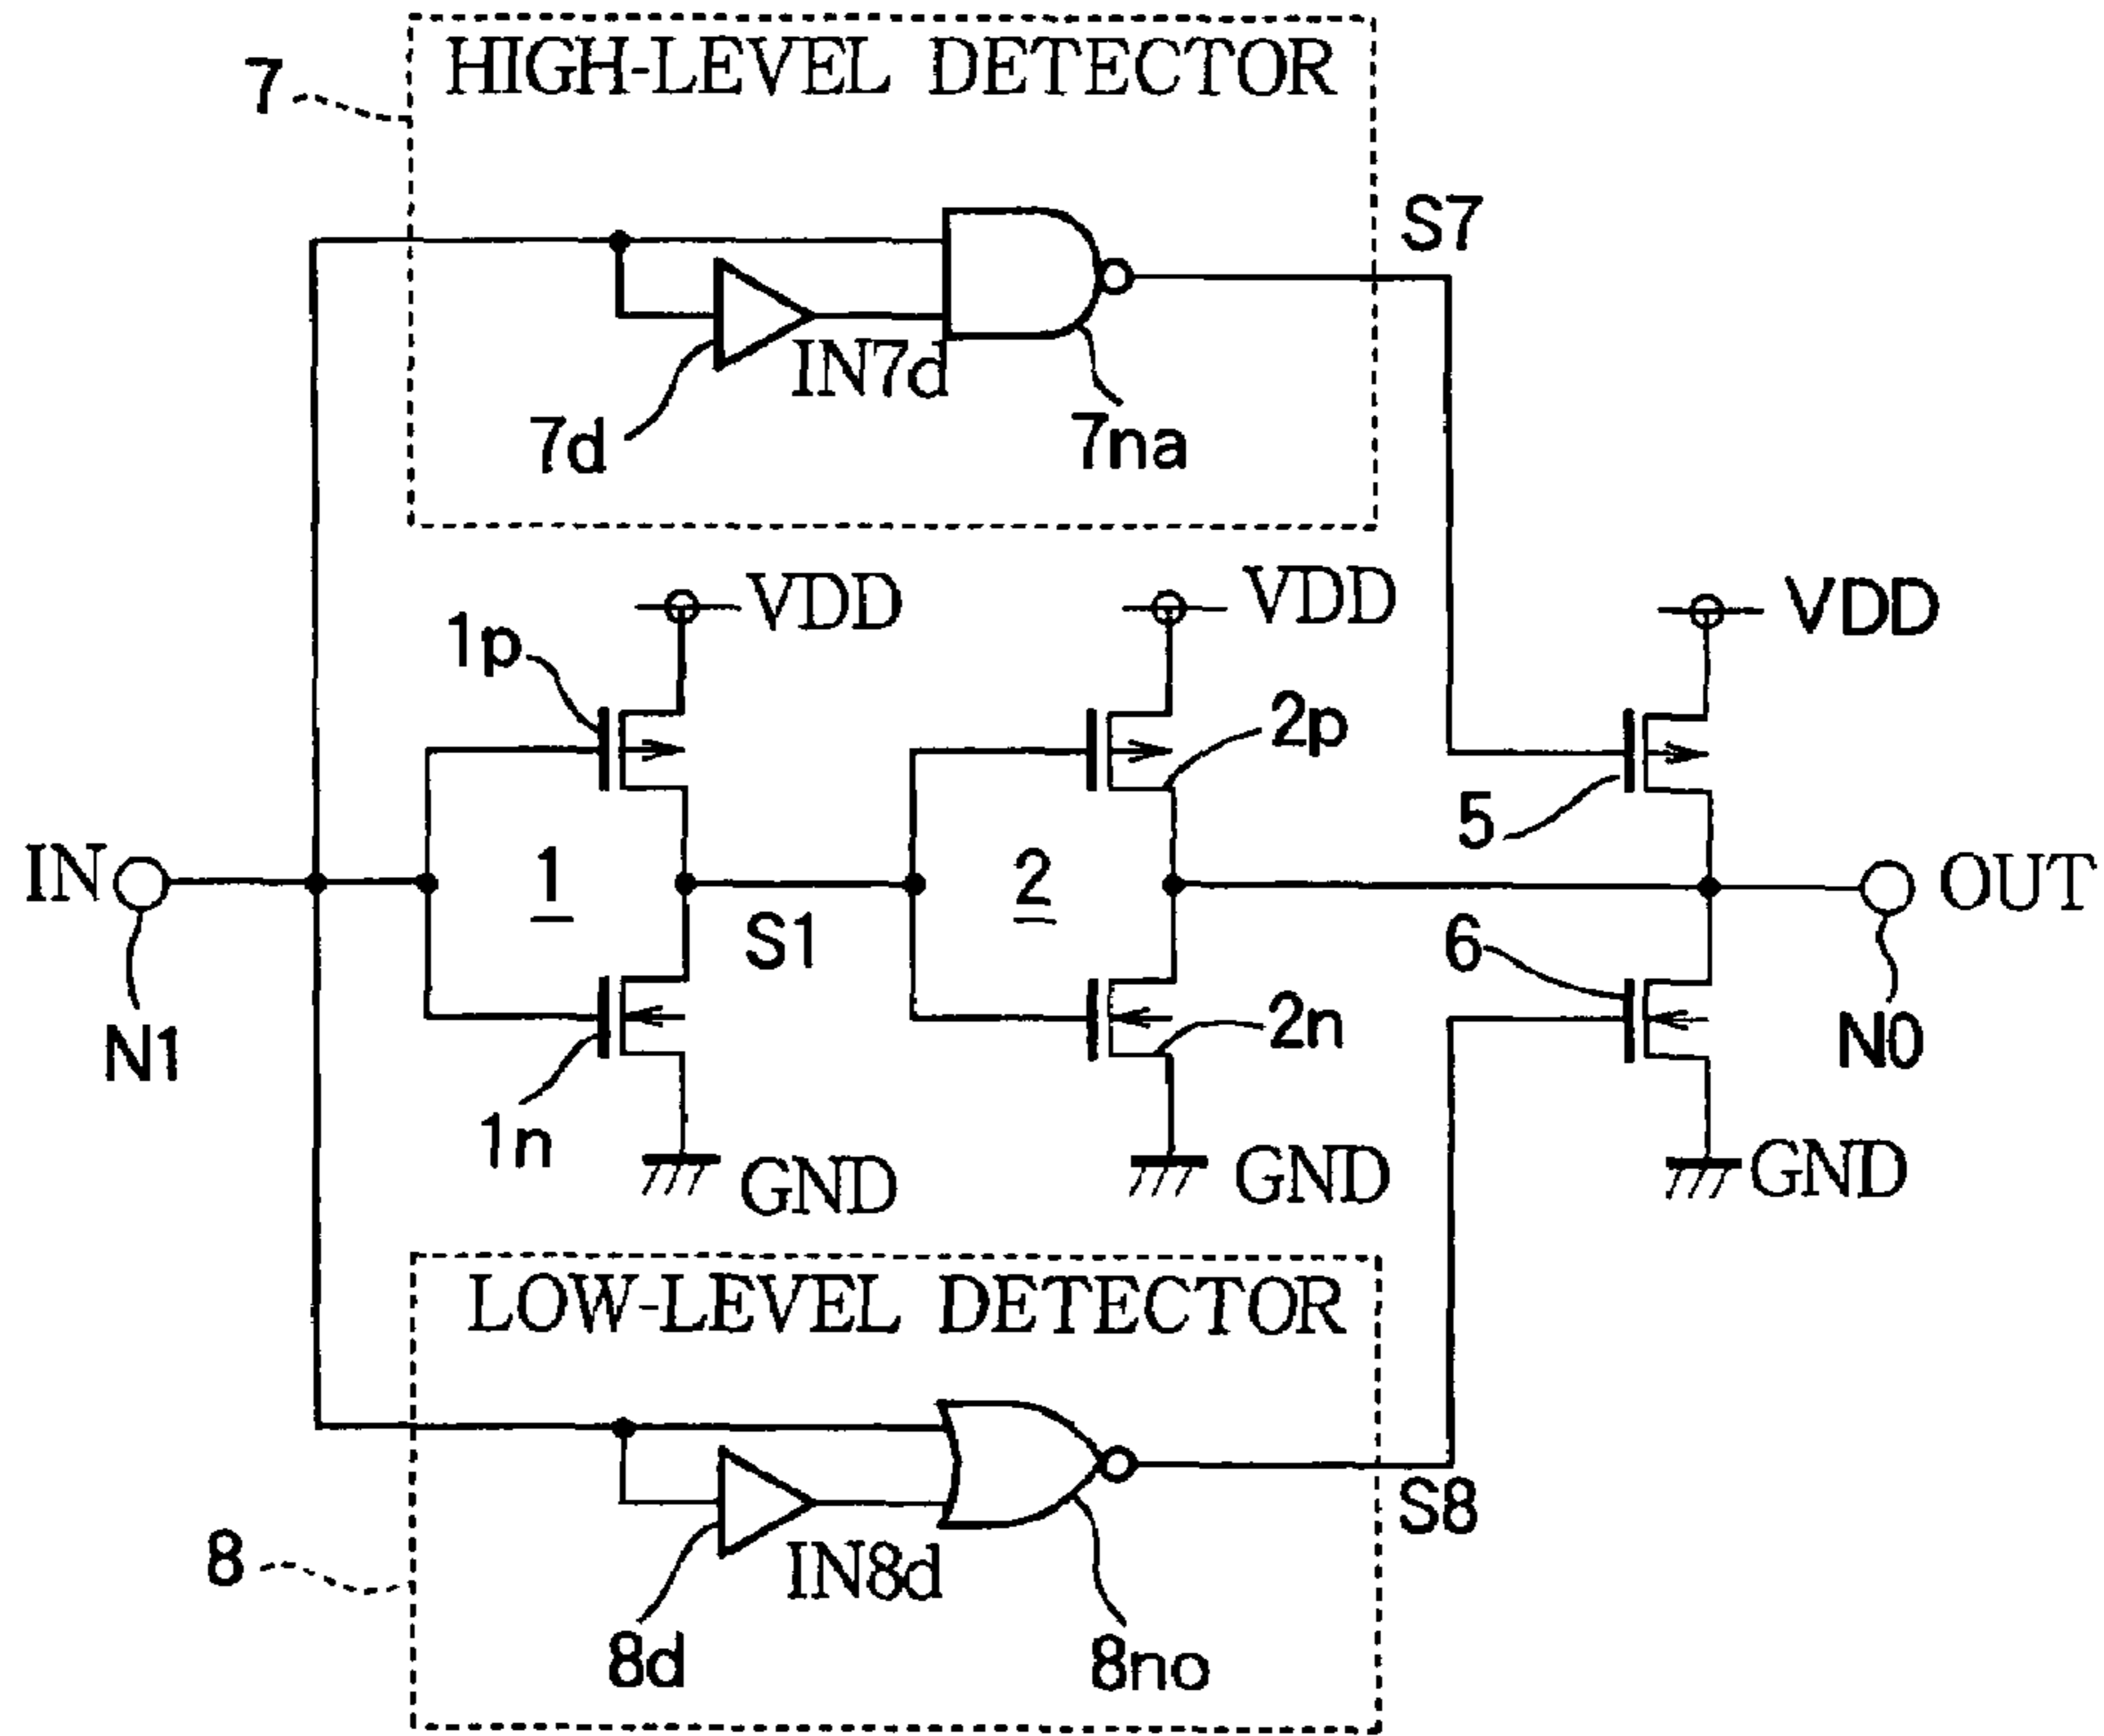 HIGH-LEVEL DETECTOR
7
S7
IN7d
7d
7na
VDD
VDD
VDD
1p
2p
5
IN
1
2
OUT
S1
6
N1
2n
N0
1n
GND
GND
GND
LOW-LEVEL DETECTOR
S8
8
IN8d
8d
8no